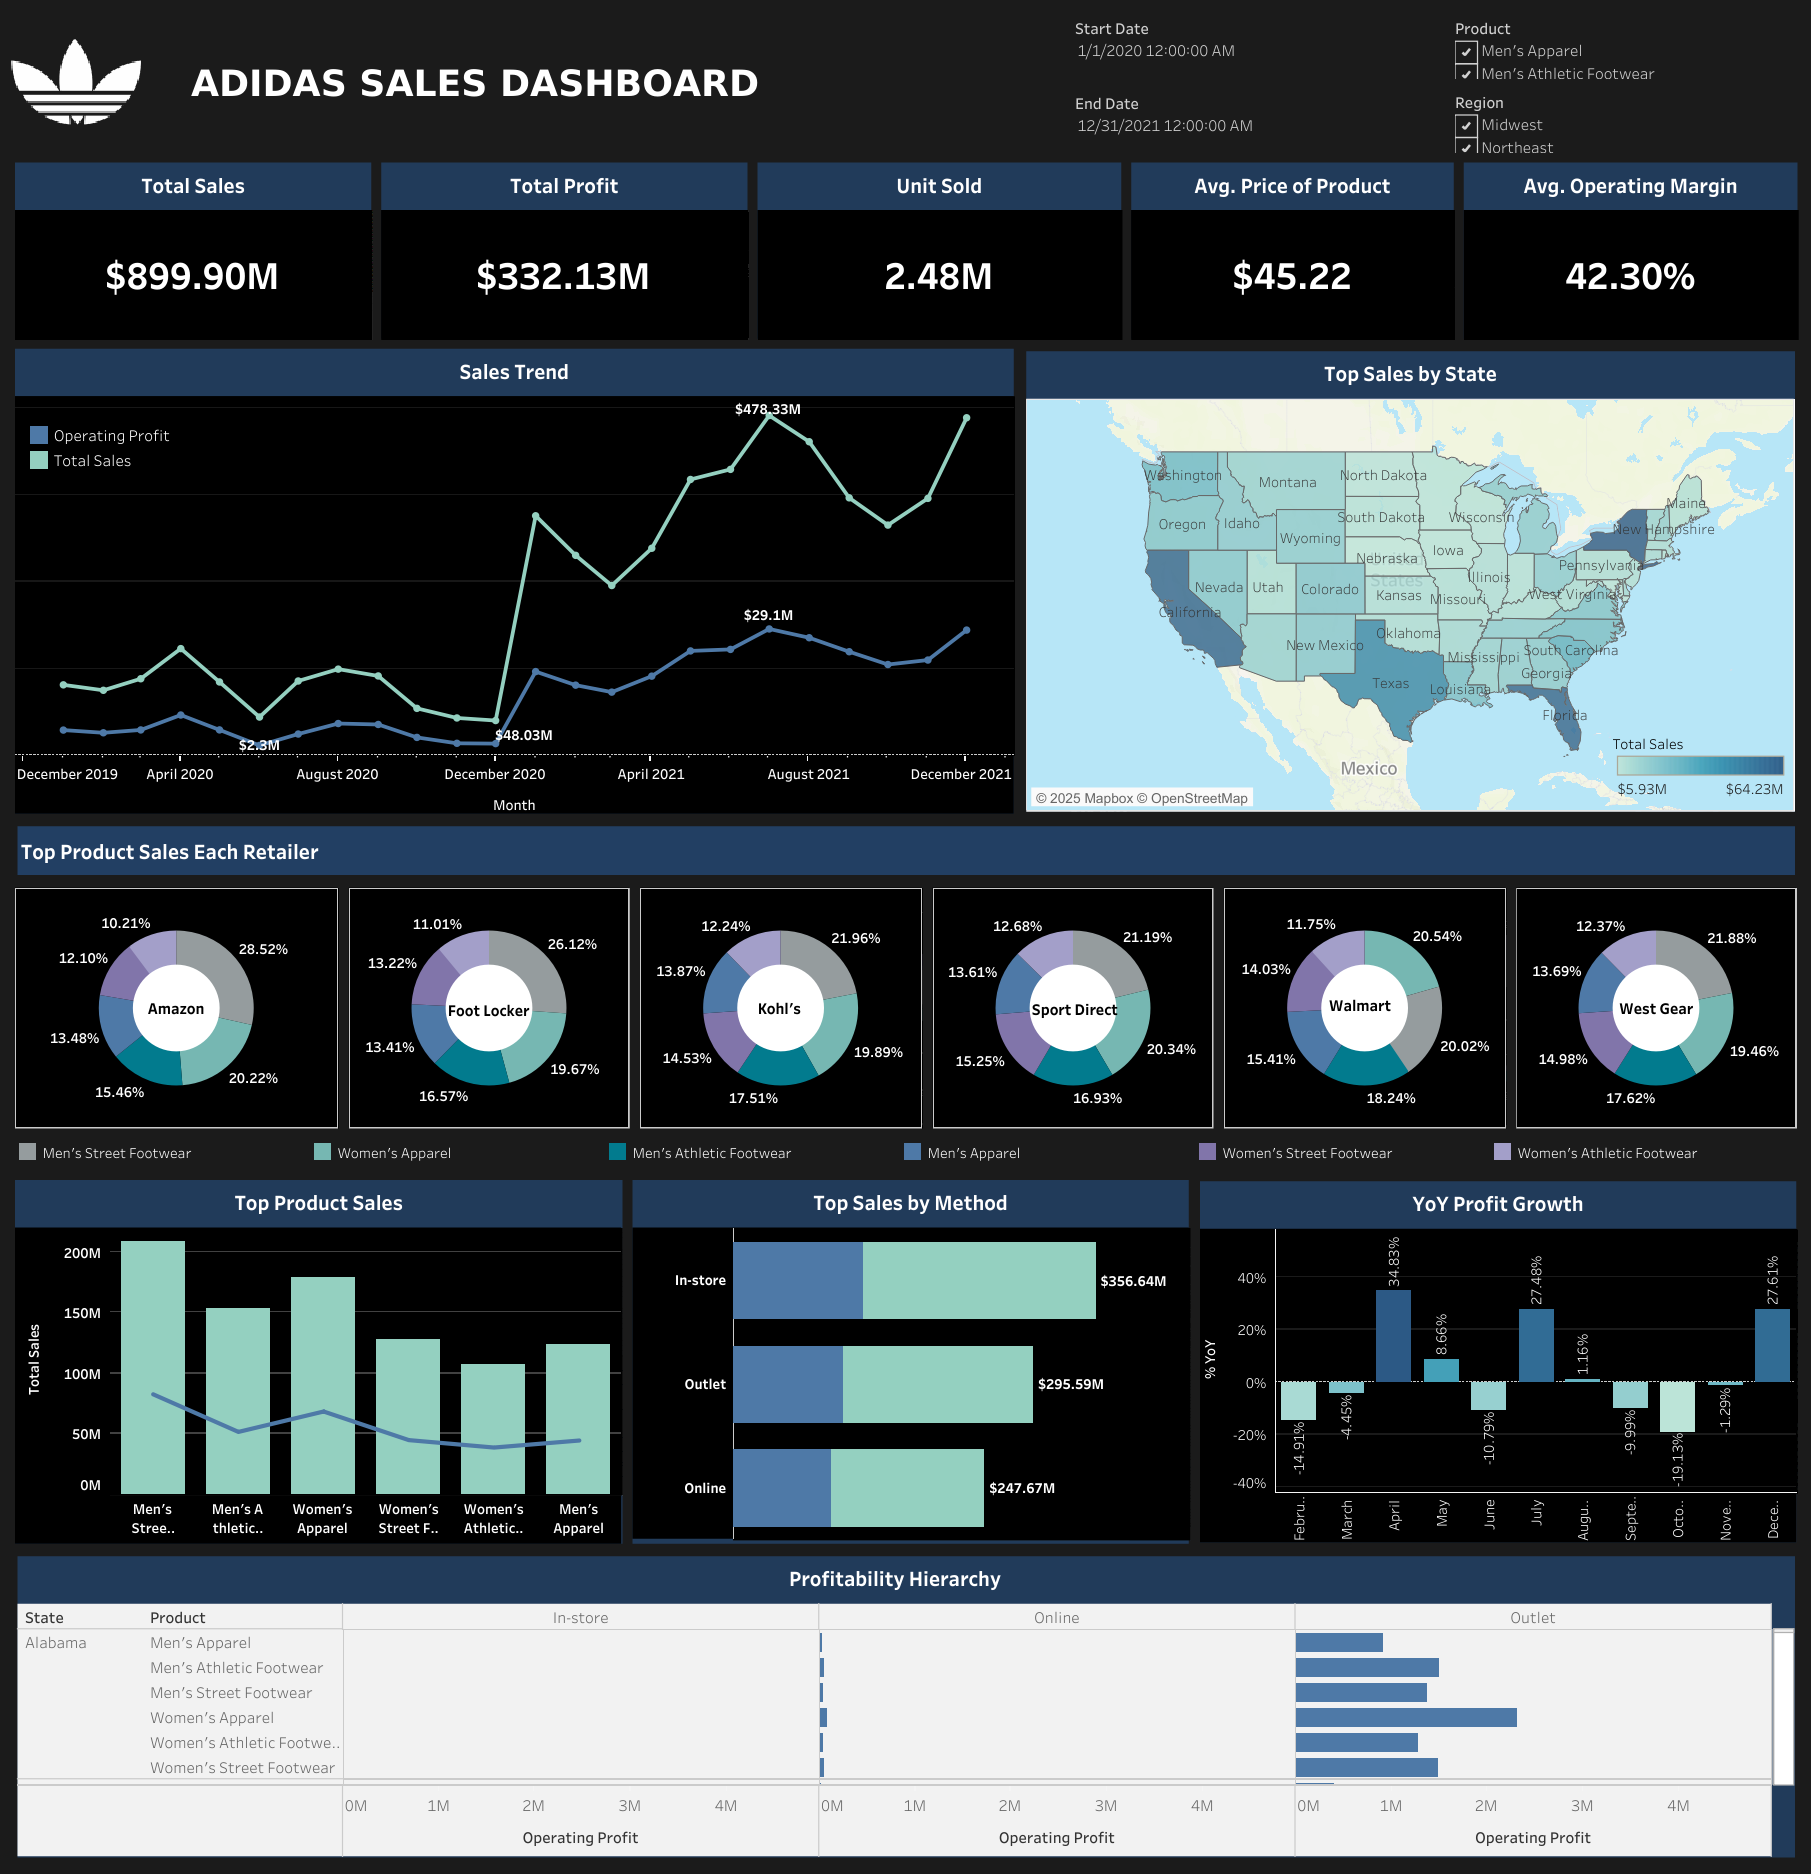 Start Date
1/1/2020 12:00:00 AM
Product
Men's Apparel
Men's Athletic Footwear
ADIDAS SALES DASHBOARD
End Date
12/31/2021 12:00:00 AM
Region
Midwest
Northeast
Total Sales
$899.90M
Total Profit
$332.13M
Unit Sold
2.48M
Avg. Price of Product
$45.22
Avg. Operating Margin
42.30%
Sales Trend
Operating Profit
Total Sales
$478.33M
$29.1M
$2.3M
$48.03M
December 2019 April 2020 August 2020 December 2020 April 2021 August 2021 December 2021
Month
Top Sales by State
Washington
Montana
North Dakota
Maine
Oregon
Idaho
South Dakota
Wisconsin
New Hampshire
Wyoming
Nebraska
Iowa
Pennsylvania
States
Nevada
Utah
Colorado
Kansas
Illinois
Missouri
West Virginia
California
New Mexico
Oklahoma
Mississippi
South Carolina
Georgia
Texas
Louisiana
Florida
Mexico
Total Sales
$5.93M $64.23M
© 2025 Mapbox © OpenStreetMap
Top Product Sales Each Retailer
10.21%
28.52%
12.10%
Amazon
13.48%
20.22%
15.46%
11.01%
26.12%
13.22%
Foot Locker
13.41%
19.67%
16.57%
12.24%
21.96%
13.87%
Kohl's
14.53%
19.89%
17.51%
12.68%
21.19%
13.61%
Sport Direct
15.25%
20.34%
16.93%
11.75%
20.54%
14.03%
Walmart
15.41%
20.02%
18.24%
12.37%
21.88%
13.69%
West Gear
14.98%
19.46%
17.62%
Men's Street Footwear
Women's Apparel
Men's Athletic Footwear
Men's Apparel
Women's Street Footwear
Women's Athletic Footwear
Top Product Sales
Total Sales
200M
150M
100M
50M
0M
Men's
Stree..
Men's A
thletic..
Women's
Apparel
Women's
Street F..
Women's
Athletic..
Men's
Apparel
Top Sales by Method
In-store
$356.64M
Outlet
$295.59M
Online
$247.67M
YoY Profit Growth
% YoY
40%
20%
0%
-20%
-40%
-14.91%
-4.45%
34.83%
8.66%
-10.79%
27.48%
1.16%
-9.99%
-19.13%
-1.29%
27.61%
Febru..
March
April
May
June
July
Augu..
Septe..
Octo..
Nove..
Dece..
Profitability Hierarchy
State Product In-store Online Outlet
Alabama Men's Apparel
Men's Athletic Footwear
Men's Street Footwear
Women's Apparel
Women's Athletic Footwe..
Women's Street Footwear
0M 1M 2M 3M 4M 0M 1M 2M 3M 4M 0M 1M 2M 3M 4M
Operating Profit Operating Profit Operating Profit